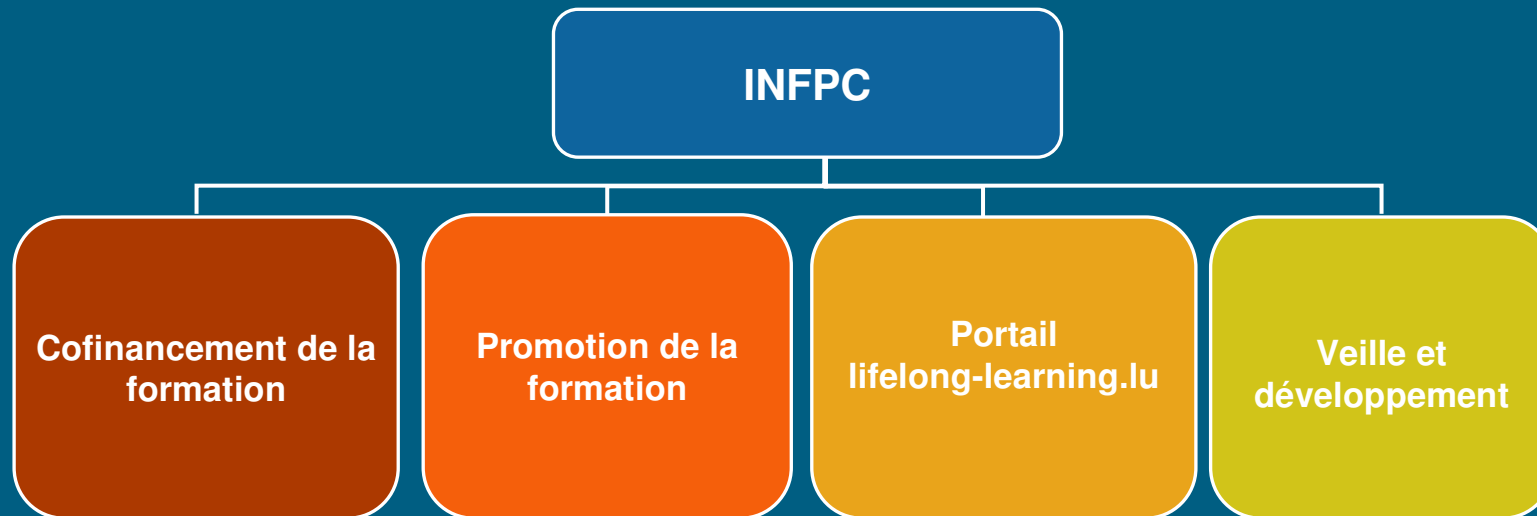 INFPC
Cofinancement de la
formation
Promotion de la
formation
Portail
lifelong-learning.lu
Veille et
développement